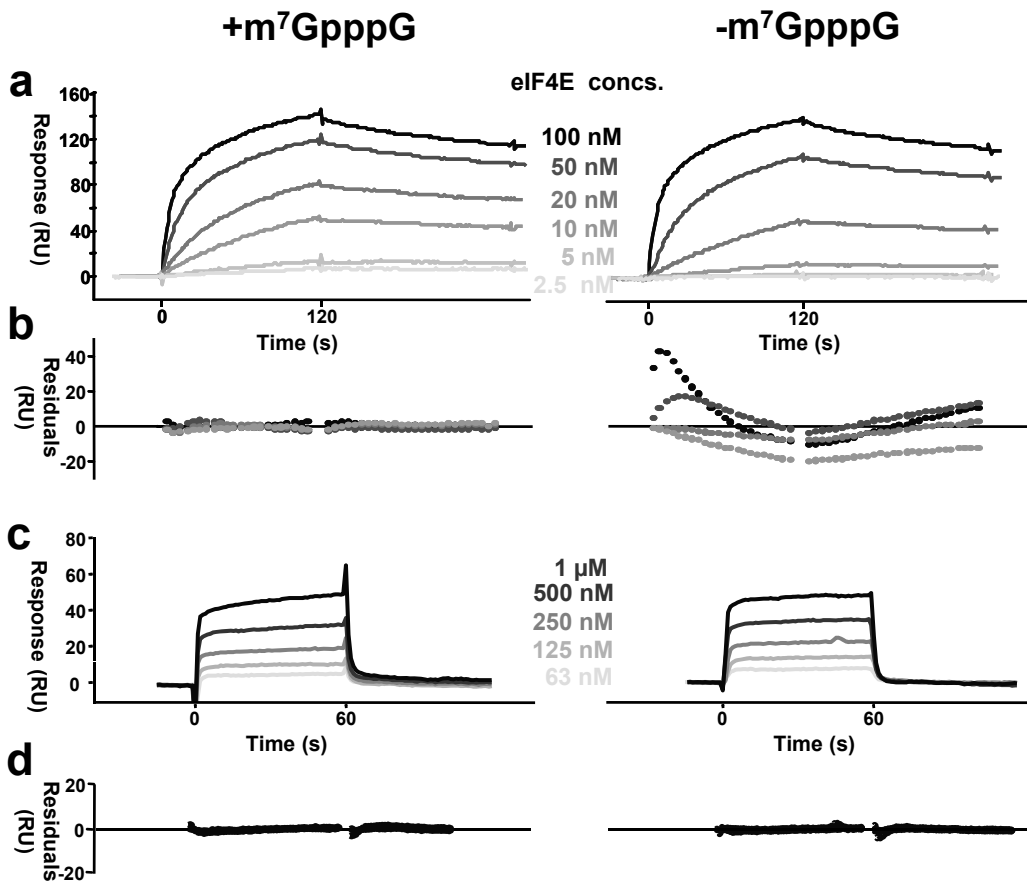 +m⁷GpppG
-m⁷GpppG
a
eIF4E concs.
Response (RU)
160
120
80
40
0
100 nM
50 nM
20 nM
10 nM
5 nM
2.5 nM
0
120
Time (s)
0
120
Time (s)
b
Residuals
(RU)
40
20
0
-20
c
Response (RU)
80
60
40
20
0
1 µM
500 nM
250 nM
125 nM
63 nM
0
60
Time (s)
0
60
Time (s)
d
Residuals
(RU)
20
0
-20